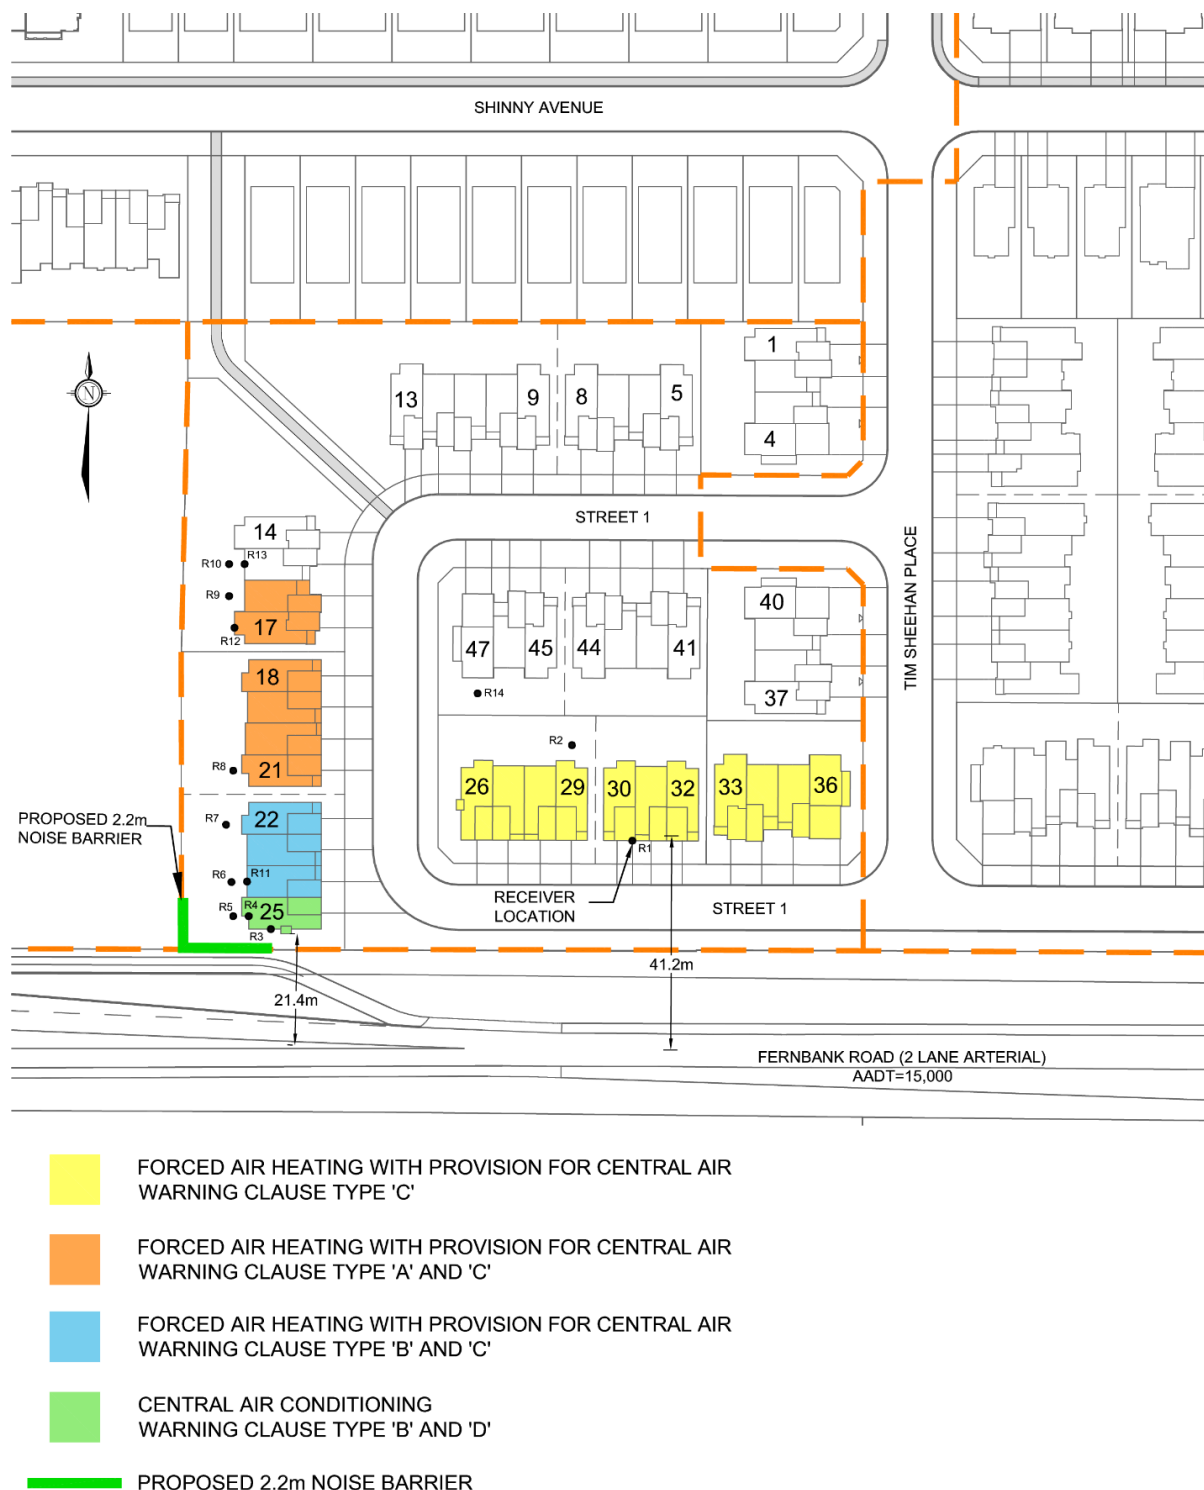 SHINNY AVENUE
N
1
13
9
8
5
4
STREET 1
14
R10
R13
R9
17
R12
40
47
45
44
41
TIM SHEEHAN PLACE
18
R14
37
R2
21
R8
26
29
30
32
33
36
PROPOSED 2.2m
NOISE BARRIER
R7
22
R1
R6
R11
RECEIVER
LOCATION
STREET 1
R5
R4
25
R3
41.2m
21.4m
FERNBANK ROAD (2 LANE ARTERIAL)
AADT=15,000
FORCED AIR HEATING WITH PROVISION FOR CENTRAL AIR
WARNING CLAUSE TYPE 'C'
FORCED AIR HEATING WITH PROVISION FOR CENTRAL AIR
WARNING CLAUSE TYPE 'A' AND 'C'
FORCED AIR HEATING WITH PROVISION FOR CENTRAL AIR
WARNING CLAUSE TYPE 'B' AND 'C'
CENTRAL AIR CONDITIONING
WARNING CLAUSE TYPE 'B' AND 'D'
PROPOSED 2.2m NOISE BARRIER